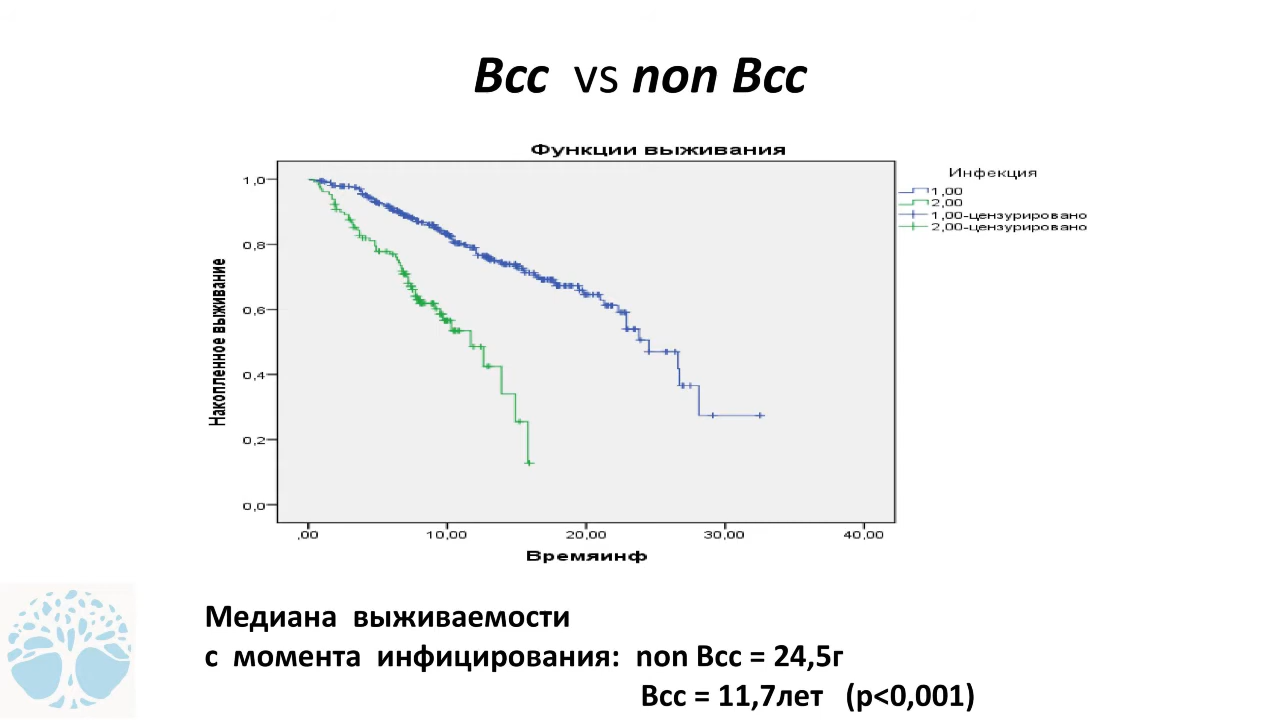 Bcc vs non Bcc
Функции выживания
Инфекция
1,00
2,00
1,00-цензурировано
2,00-цензурировано
Накопленное выживание
1,0
0,8
0,6
0,4
0,2
0,0
,00 10,00 20,00 30,00 40,00
Времяинф
Медиана выживаемости
с момента инфицирования: non Bcc = 24,5г
Bcc = 11,7лет (p<0,001)